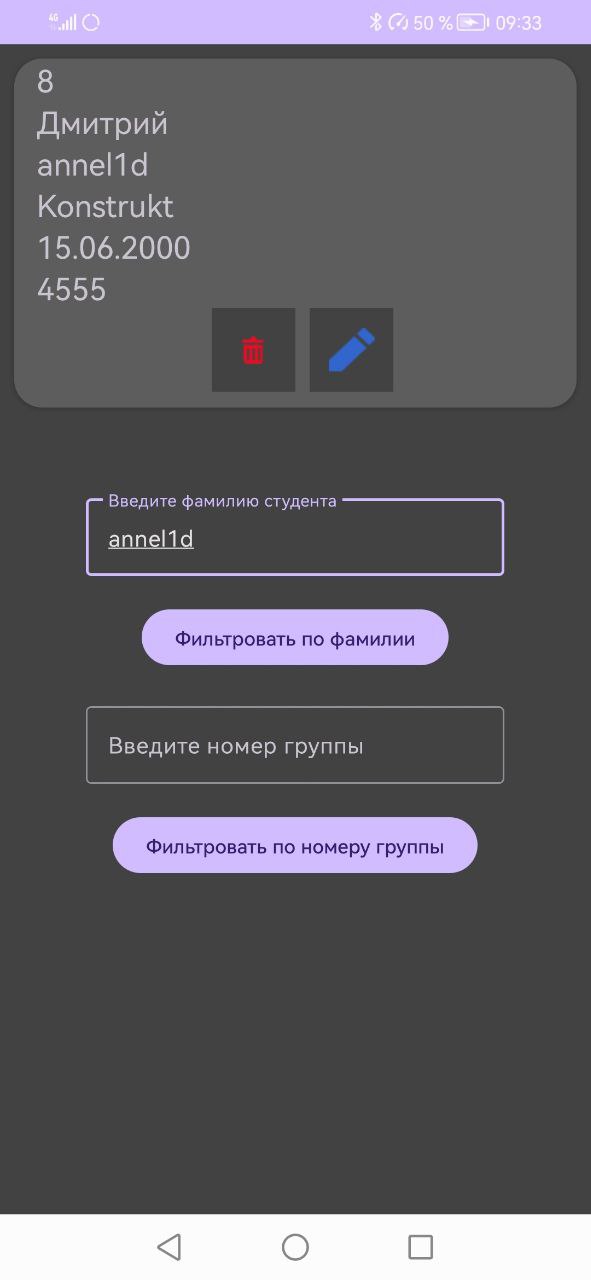 4G 50 % 09:33
8
Дмитрий
annel1d
Konstrukt
15.06.2000
4555
Введите фамилию студента
annel1d
Фильтровать по фамилии
Введите номер группы
Фильтровать по номеру группы